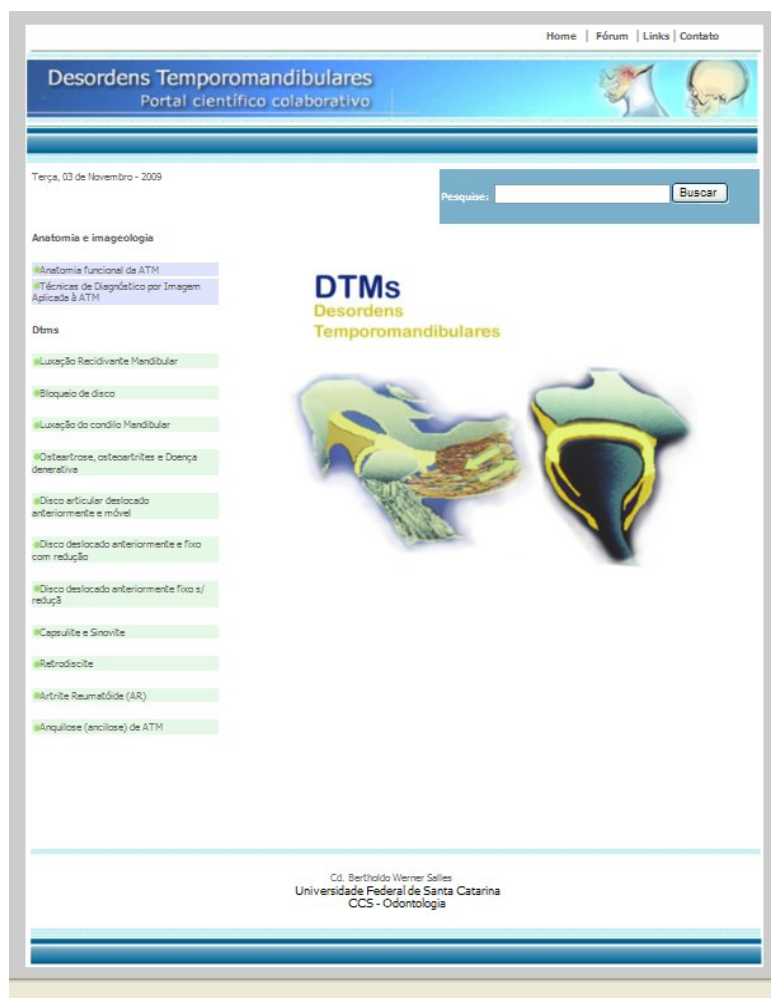 Home | Fórum | Links | Contato
Desordens Temporomandibulares
Portal científico colaborativo
Terça, 03 de Novembro - 2009
Pesquise:
Buscar
Anatomia e imageologia
Anatomia funcional da ATM
Técnicas de Diagnóstico por Imagem
Aplicada à ATM
Dtms
Luxação Recidivante Mandibular
Bloqueio de disco
Luxação do condilo Mandibular
Osteartrose, osteoartrites e Doença
denerativa
Disco articular deslocado
anteriormente e móvel
Disco deslocado anteriormente e fixo
com redução
Disco deslocado anteriormente fixo s/
reduçã
Capsulite e Sinovite
Retrodiscite
Artrite Reumatóide (AR)
Anquilose (ancilose) de ATM
DTMs
Desordens
Temporomandibulares
Cd. Bertholdo Werner Salles
Universidade Federal de Santa Catarina
CCS - Odontologia